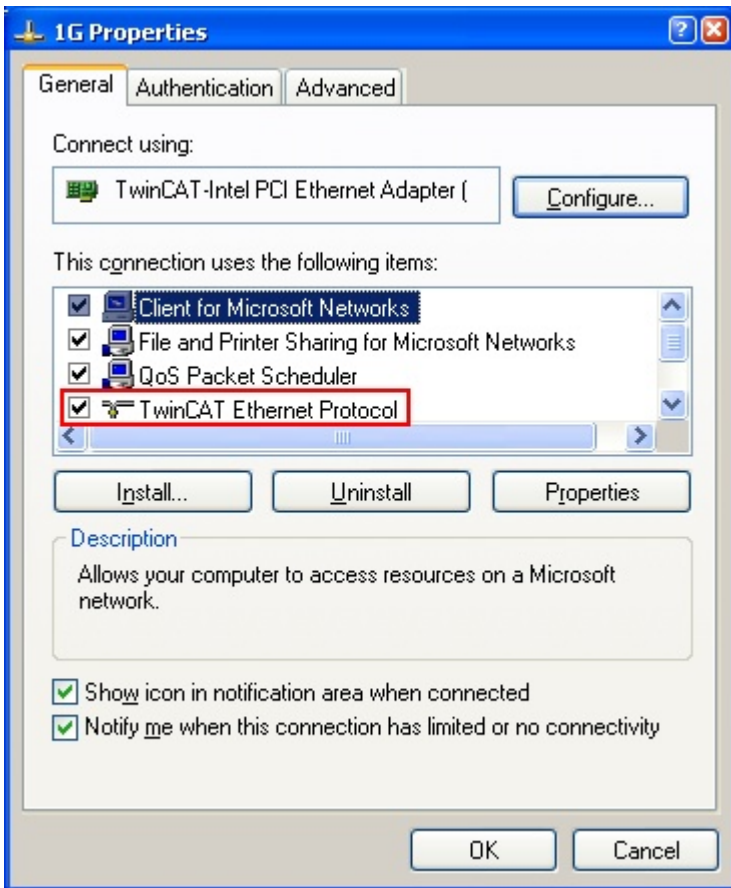 1G Properties
General Authentication Advanced
Connect using:
TwinCAT-Intel PCI Ethernet Adapter (
Configure...
This connection uses the following items:
Client for Microsoft Networks
File and Printer Sharing for Microsoft Networks
QoS Packet Scheduler
TwinCAT Ethernet Protocol
Install... Uninstall Properties
Description
Allows your computer to access resources on a Microsoft
network.
Show icon in notification area when connected
Notify me when this connection has limited or no connectivity
OK Cancel